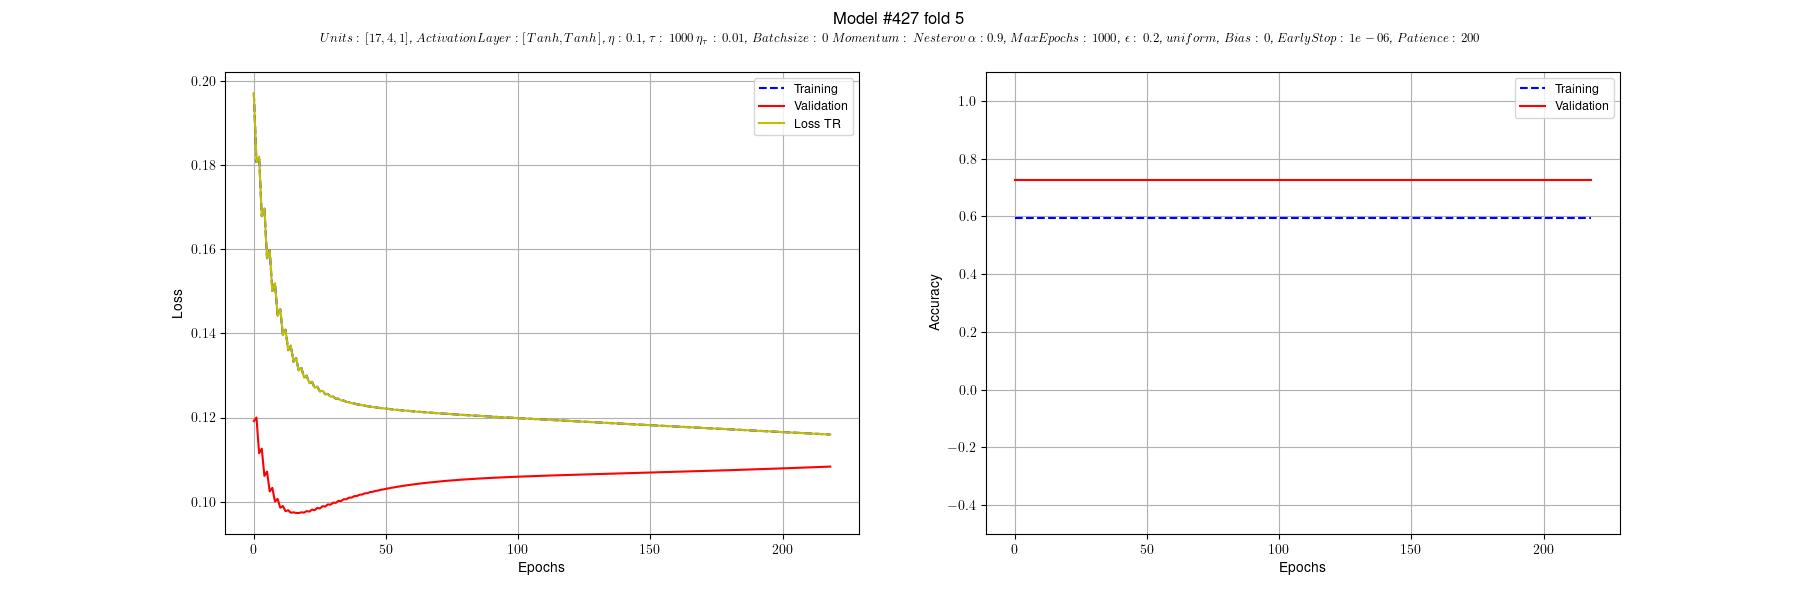 Model #427 fold 5
Units : [17, 4, 1], ActivationLayer : [Tanh, Tanh], η : 0.1, τ : 1000 η_τ : 0.01, Batchsize : 0 Momentum : Nesterov α : 0.9, MaxEpochs : 1000, ϵ : 0.2, uniform, Bias : 0, EarlyStop : 1e − 06, Patience : 200
Loss
0.20
0.18
0.16
0.14
0.12
0.10
Training
Validation
Loss TR
0
50
100
150
200
Epochs
Accuracy
1.0
0.8
0.6
0.4
0.2
0.0
−0.2
−0.4
Training
Validation
0
50
100
150
200
Epochs